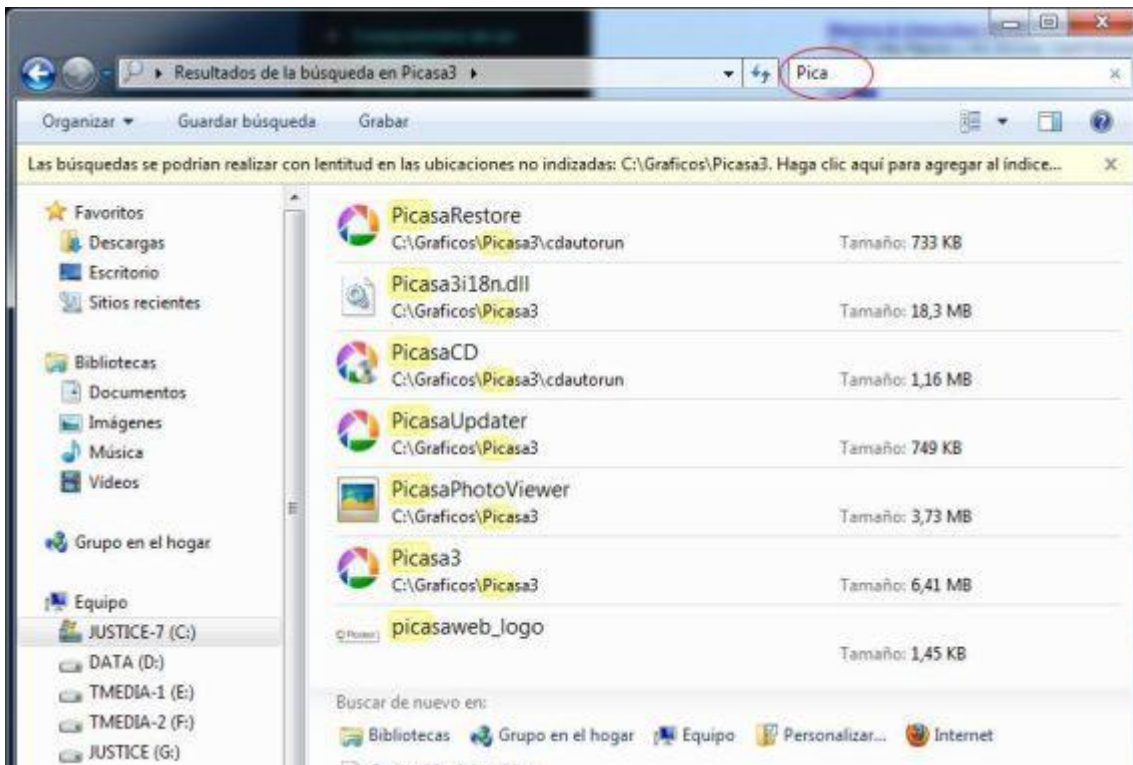 Resultados de la búsqueda en Picasa3
Pica
Organizar
Guardar búsqueda
Grabar
Las búsquedas se podrían realizar con lentitud en las ubicaciones no indizadas: C:\Graficos\Picasa3. Haga clic aquí para agregar al índice...
Favoritos
Descargas
Escritorio
Sitios recientes
Bibliotecas
Documentos
Imágenes
Música
Vídeos
Grupo en el hogar
Equipo
JUSTICE-7 (C:)
DATA (D:)
TMEDIA-1 (E:)
TMEDIA-2 (F:)
JUSTICE (G:)
PicasaRestore
C:\Graficos\Picasa3\cdautorun
Tamaño: 733 KB
Picasa3i18n.dll
C:\Graficos\Picasa3
Tamaño: 18,3 MB
PicasaCD
C:\Graficos\Picasa3\cdautorun
Tamaño: 1,16 MB
PicasaUpdater
C:\Graficos\Picasa3
Tamaño: 749 KB
PicasaPhotoViewer
C:\Graficos\Picasa3
Tamaño: 3,73 MB
Picasa3
C:\Graficos\Picasa3
Tamaño: 6,41 MB
picasaweb_logo
Tamaño: 1,45 KB
Buscar de nuevo en:
Bibliotecas
Grupo en el hogar
Equipo
Personalizar...
Internet